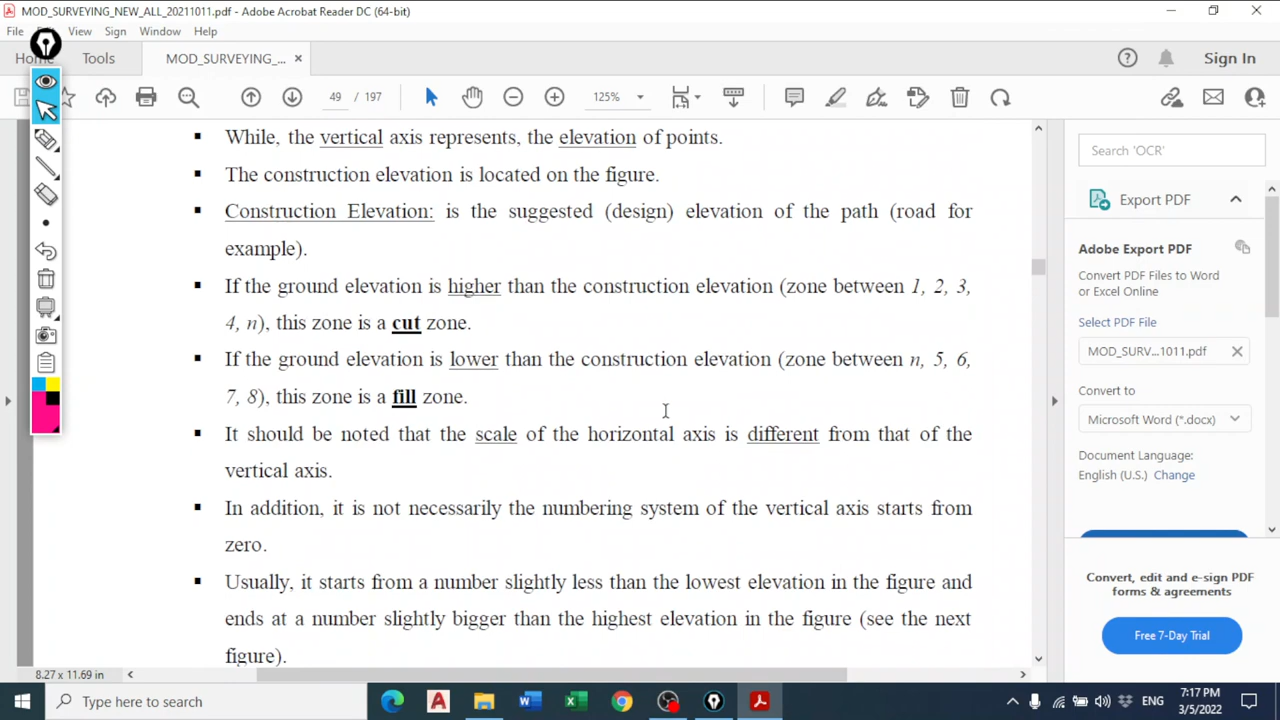 MOD_SURVEYING_NEW_ALL_20211011.pdf - Adobe Acrobat Reader DC (64-bit)
File View Sign Window Help
Tools MOD_SURVEYING_... Sign In
49 / 197 125%
▪ While, the vertical axis represents, the elevation of points.
▪ The construction elevation is located on the figure.
▪ Construction Elevation: is the suggested (design) elevation of the path (road for
example).
▪ If the ground elevation is higher than the construction elevation (zone between 1, 2, 3,
4, n), this zone is a cut zone.
▪ If the ground elevation is lower than the construction elevation (zone between n, 5, 6,
7, 8), this zone is a fill zone.
▪ It should be noted that the scale of the horizontal axis is different from that of the
vertical axis.
▪ In addition, it is not necessarily the numbering system of the vertical axis starts from
zero.
▪ Usually, it starts from a number slightly less than the lowest elevation in the figure and
ends at a number slightly bigger than the highest elevation in the figure (see the next
figure).
8.27 x 11.69 in
Search 'OCR'
Export PDF
Adobe Export PDF
Convert PDF Files to Word
or Excel Online
Select PDF File
MOD_SURV...1011.pdf
Convert to
Microsoft Word (*.docx)
Document Language:
English (U.S.) Change
Convert, edit and e-sign PDF
forms & agreements
Free 7-Day Trial
Type here to search
ENG
7:17 PM
3/5/2022